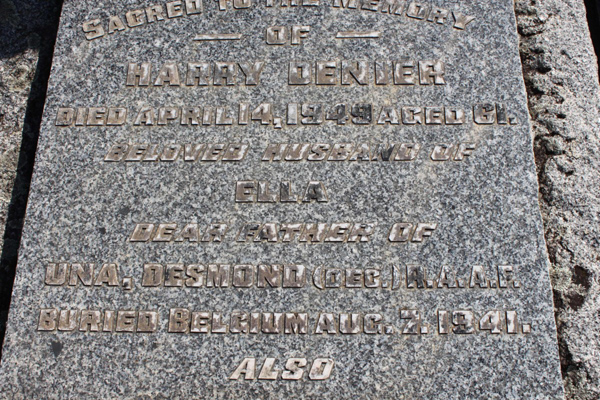 SACRED TO THE MEMORY
OF
HARRY DENIER
DIED APRIL 14, 1949 AGED 61.
BELOVED HUSBAND OF
ELLA
DEAR FATHER OF
UNA, DESMOND (DEC.) R.A.A.F.
BURIED BELGIUM AUG. 7. 1941.
ALSO